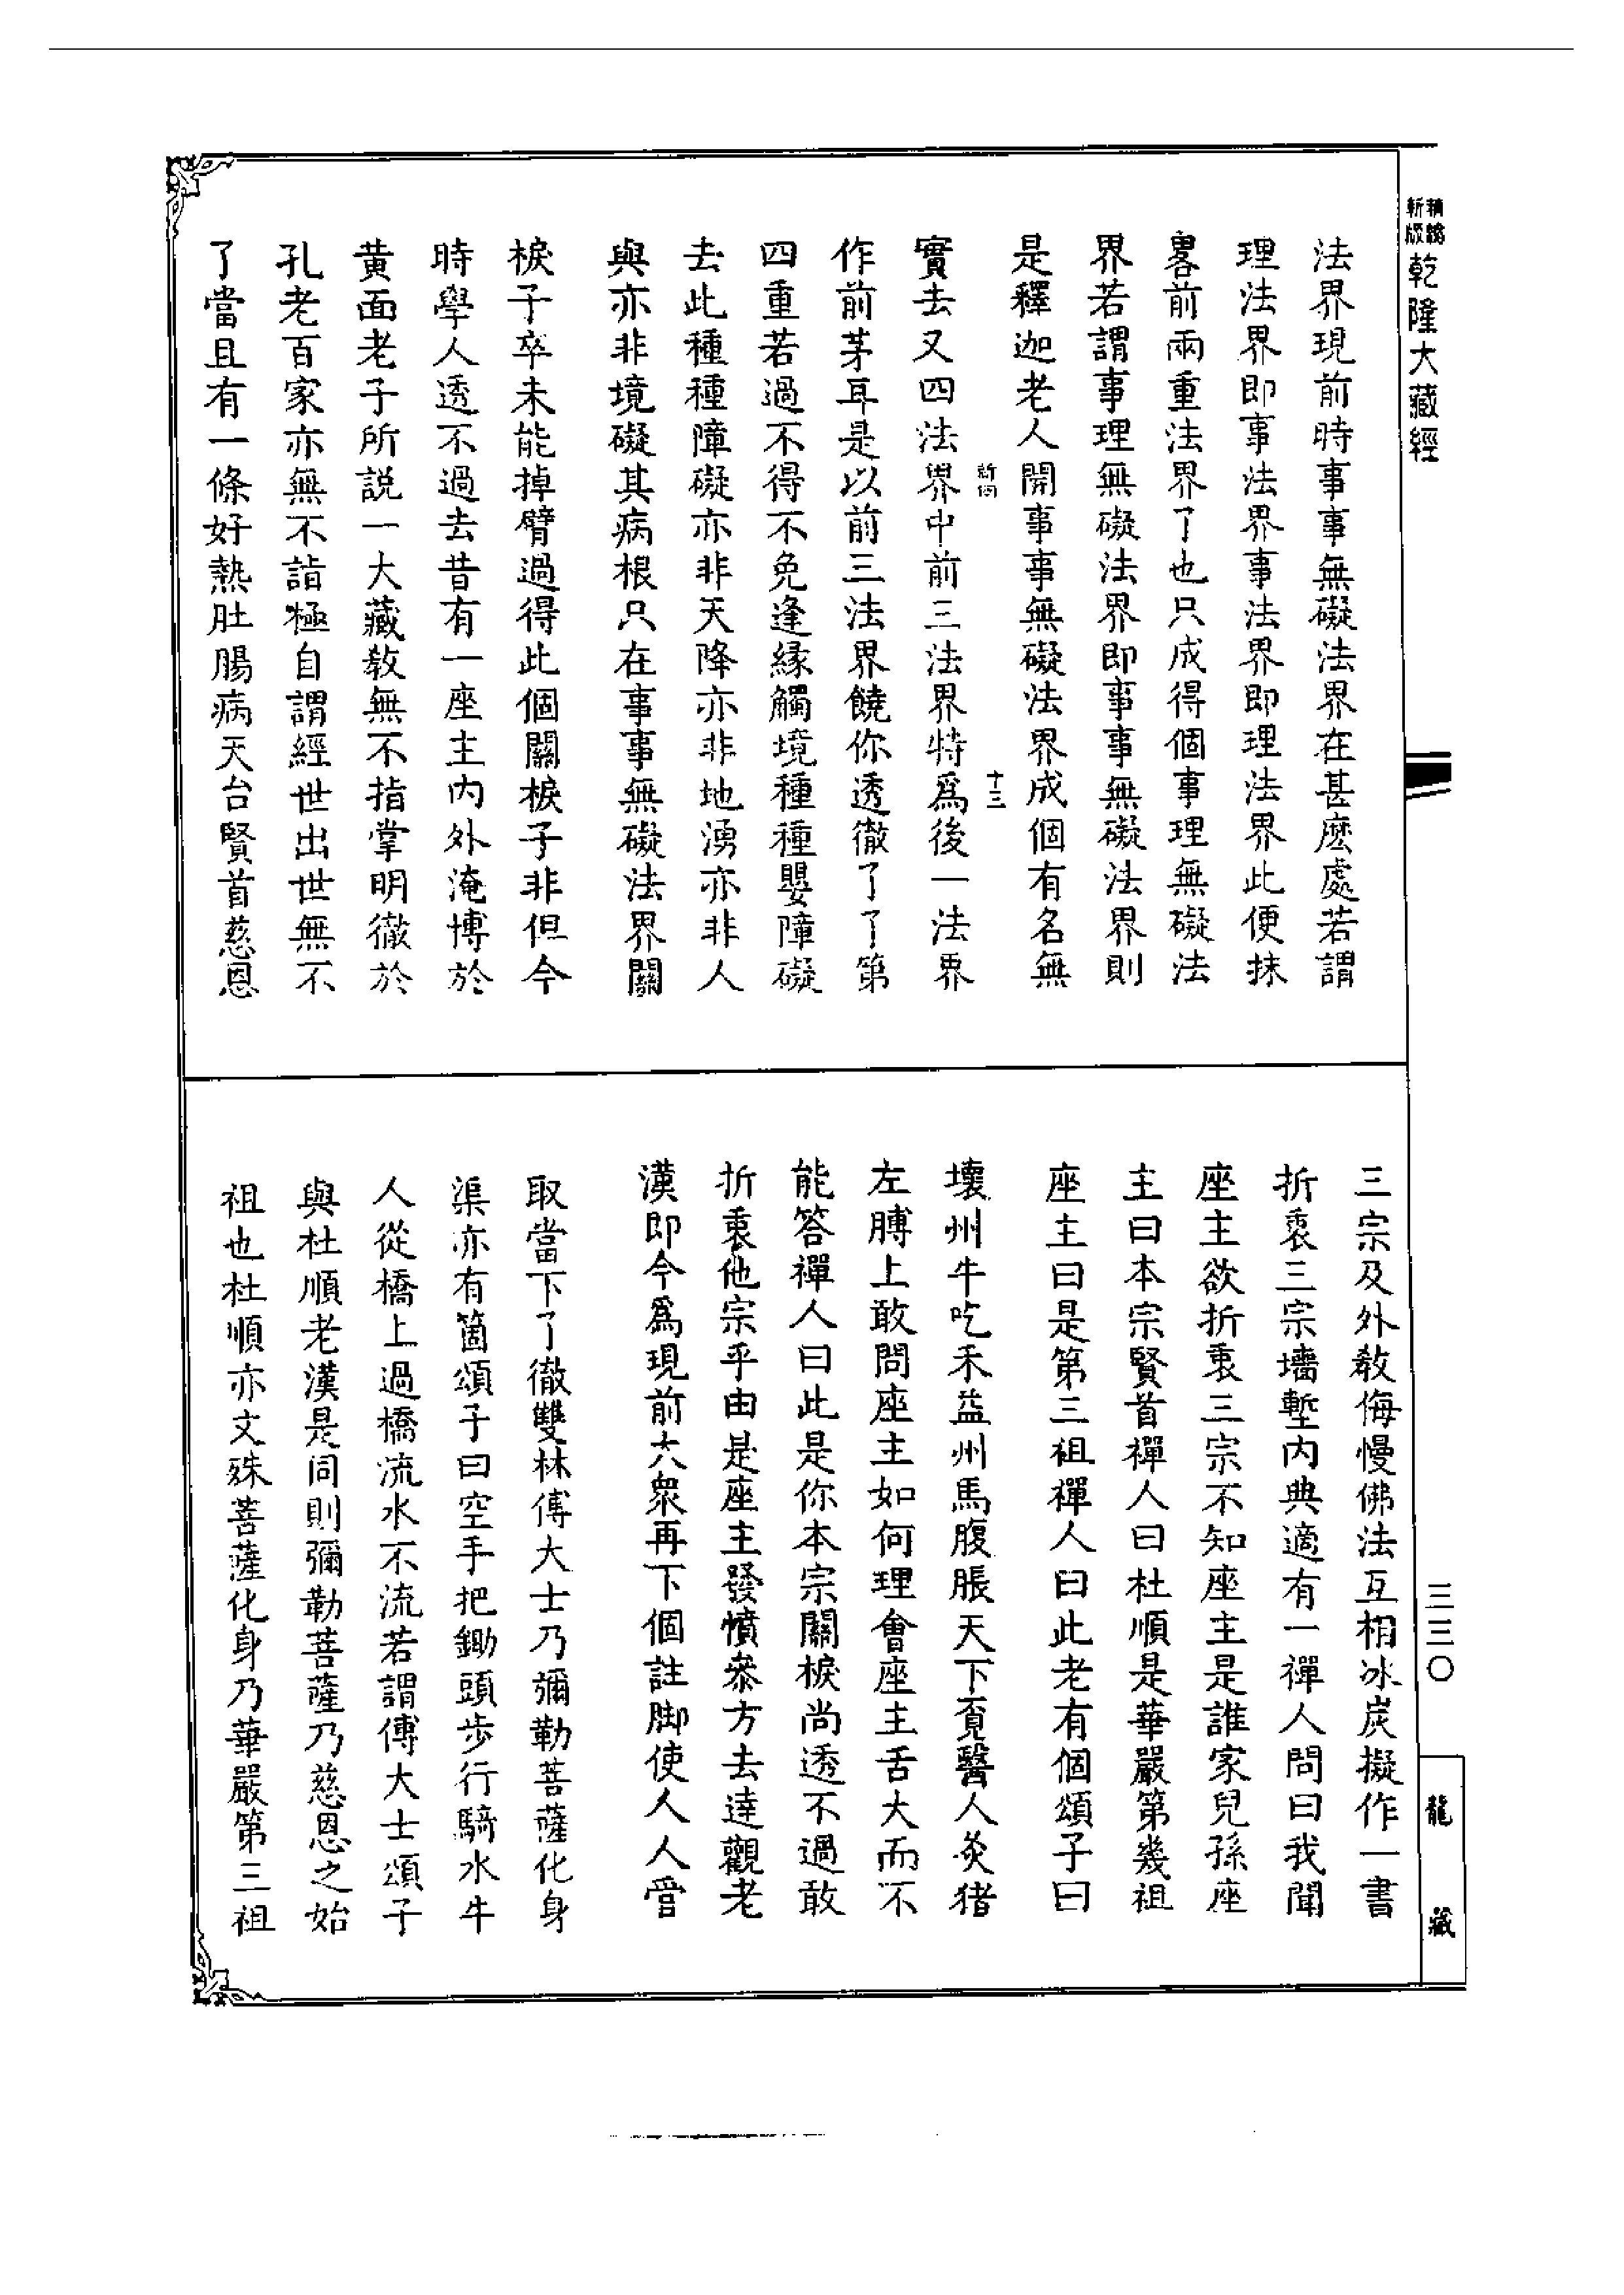 乾隆大藏經
法界現前時事事無礙法界在甚麽處若謂
理法界即事法界事法界即理法界此便抹
畧前兩重法界了也只成得個事理無礙法
界若謂事理無礙法界即事事無礙法界則
是釋迦老人開事事無礙法界成個有名無
十三
實去又四法界中前三法界特爲後一法界
作前茅耳是以前三法界饒你透徹了了第
四重若過不得不免逢緣觸境種種嬰障礙
去此種種障礙亦非天降亦非地湧亦非人
與亦非境礙其病根只在事事無礙法界關
棙子卒未能掉臂過得此個關棙子非但今
時學人透不過去昔有一座主內外淹博於
黃面老子所説一大藏教無不指掌明徹於
孔老百家亦無不詣極自謂經世出世無不
了當且有一條好熱肚腸病天台賢首慈恩
三宗及外教侮慢佛法互相冰炭擬作一書
折衷三宗墻塹內典適有一禪人問曰我聞
座主欲折衷三宗不知座主是誰家兒孫座
主曰本宗賢首禪人曰杜順是華嚴第幾祖
座主曰是第三祖禪人曰此老有個頌子曰
壞州牛吃禾益州馬腹脹天下覔醫人灸猪
左膊上敢問座主如何理會座主舌大而不
能答禪人曰此是你本宗關棙尚透不過敢
折衷他宗乎由是座主發憤叅方去達觀老
漢即今爲現前大衆再下個註脚使人人嘗
取當下了徹雙林傅大士乃彌勒菩薩化身
渠亦有箇頌子曰空手把鋤頭步行騎水牛
人從橋上過橋流水不流若謂傅大士頌子
與杜順老漢是同則彌勒菩薩乃慈恩之始
祖也杜順亦文殊菩薩化身乃華嚴第三祖
三三〇
龍藏